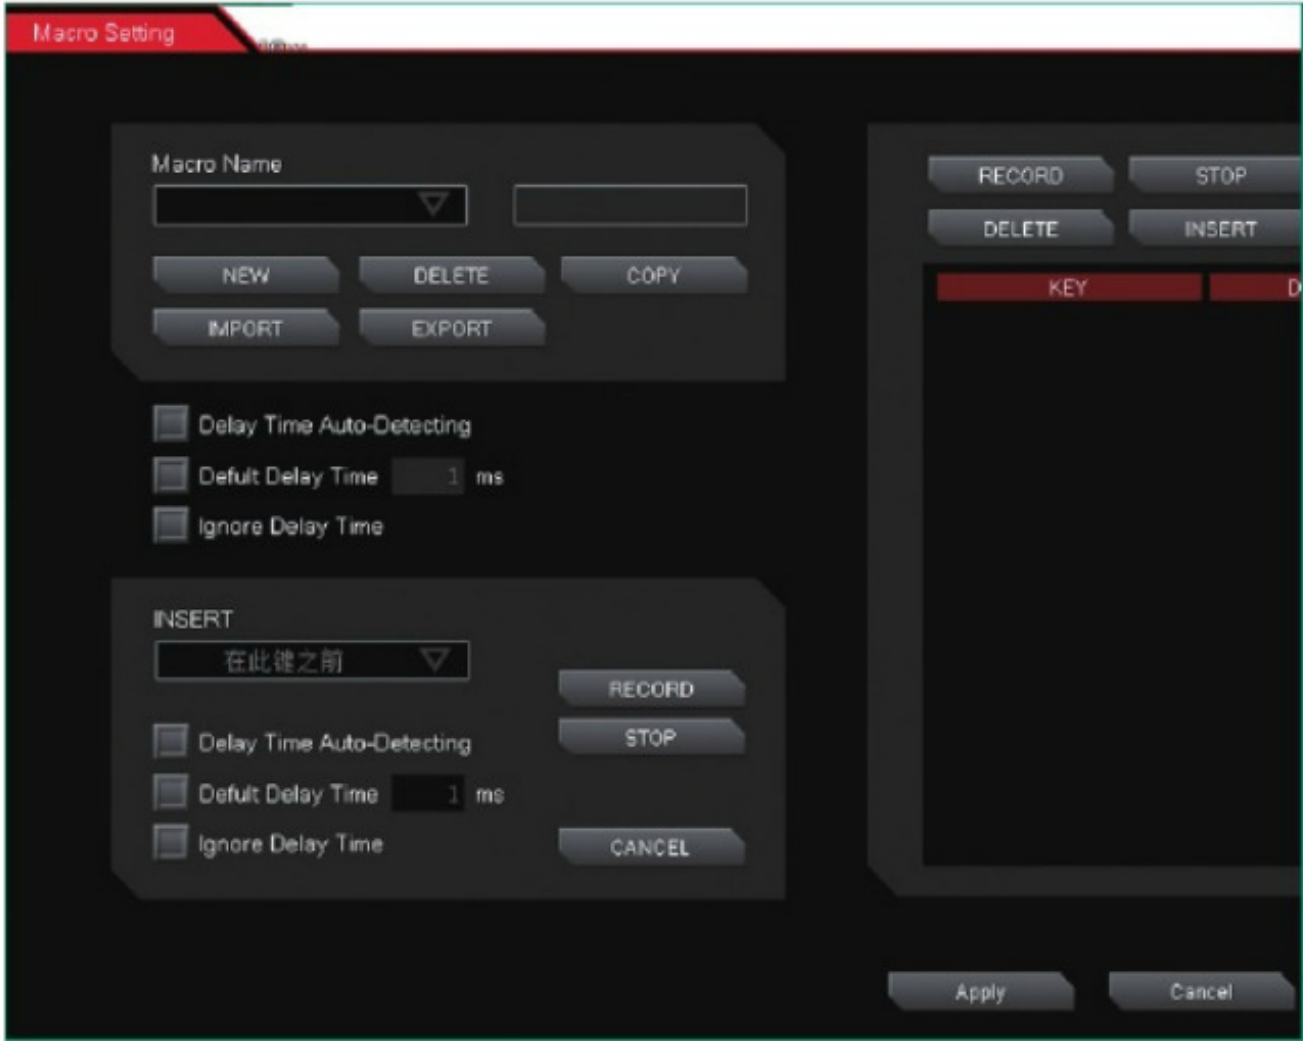 Macro Setting
Macro Name
NEW DELETE COPY
IMPORT EXPORT
Delay Time Auto-Detecting
Defult Delay Time 1 ms
Ignore Delay Time
INSERT
在此鍵之前
RECORD
STOP
Delay Time Auto-Detecting
Defult Delay Time 1 ms
Ignore Delay Time
CANCEL
RECORD STOP
DELETE INSERT
KEY D
Apply Cancel